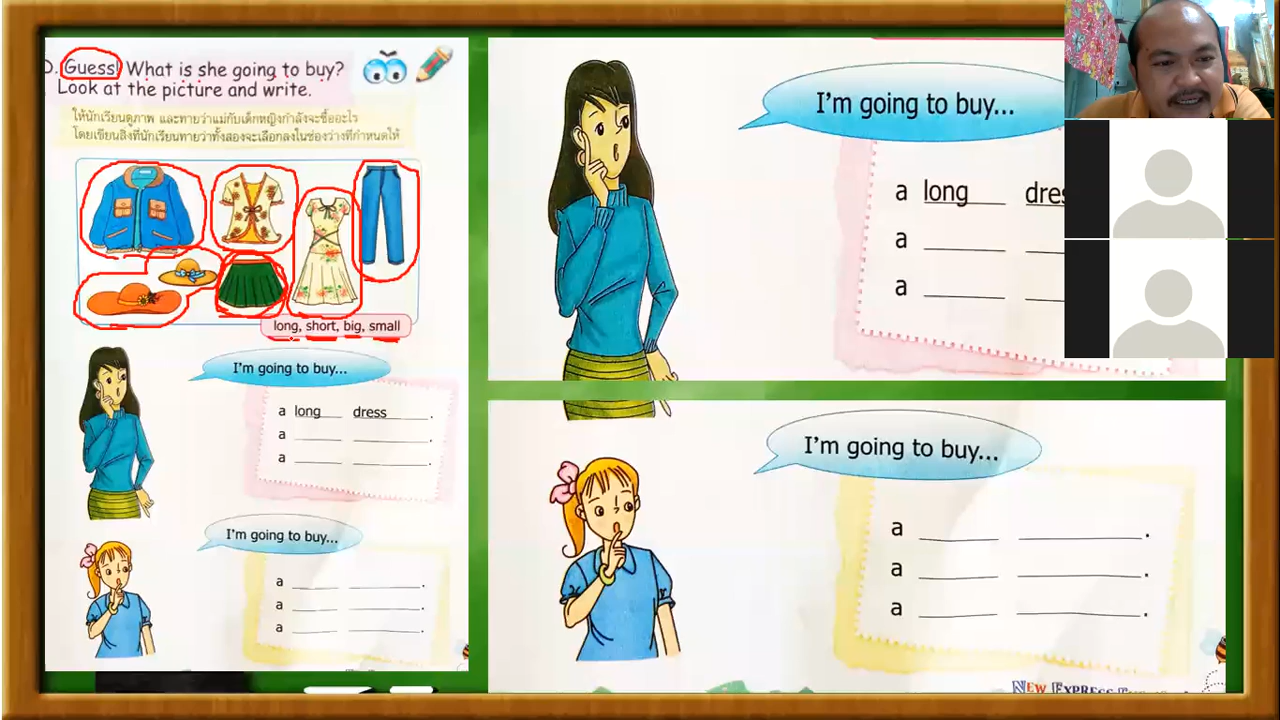 D. Guess! What is she going to buy?
Look at the picture and write.
ให้นักเรียนดูภาพ และทายว่าแม่กับเด็กหญิงกำลังจะซื้ออะไร
โดยเขียนสิ่งที่นักเรียนทายว่าทั้งสองจะเลือกลงในช่องว่างที่กำหนดให้
long, short, big, small
I'm going to buy...
a long dress.
a
a
I'm going to buy...
a
a
a
I'm going to buy...
a long
a
a
I'm going to buy...
a
a
a
NEW EXPRESS